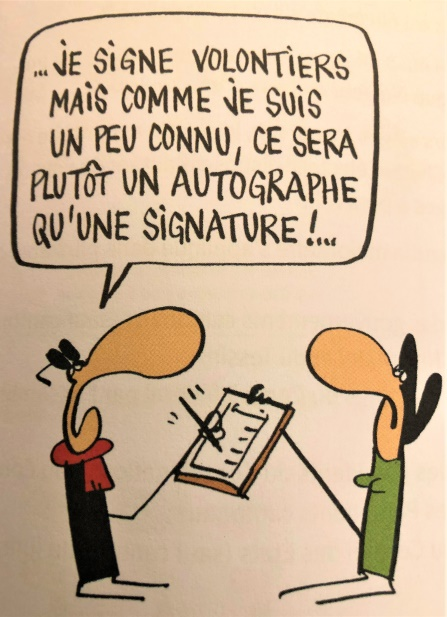 ...JE SIGNE VOLONTIERS
MAIS COMME JE SUIS
UN PEU CONNU, CE SERA
PLUTÔT UN AUTOGRAPHE
QU'UNE SIGNATURE !...